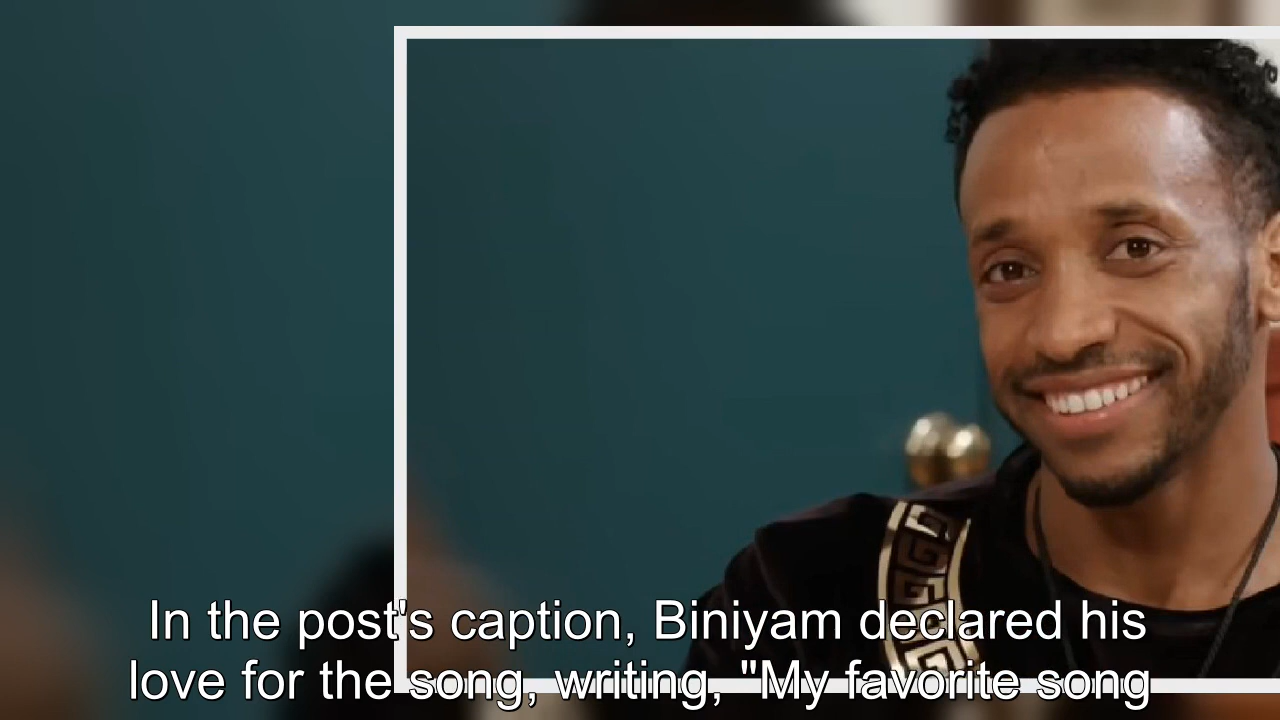 In the post's caption, Biniyam declared his
love for the song, writing, "My favorite song